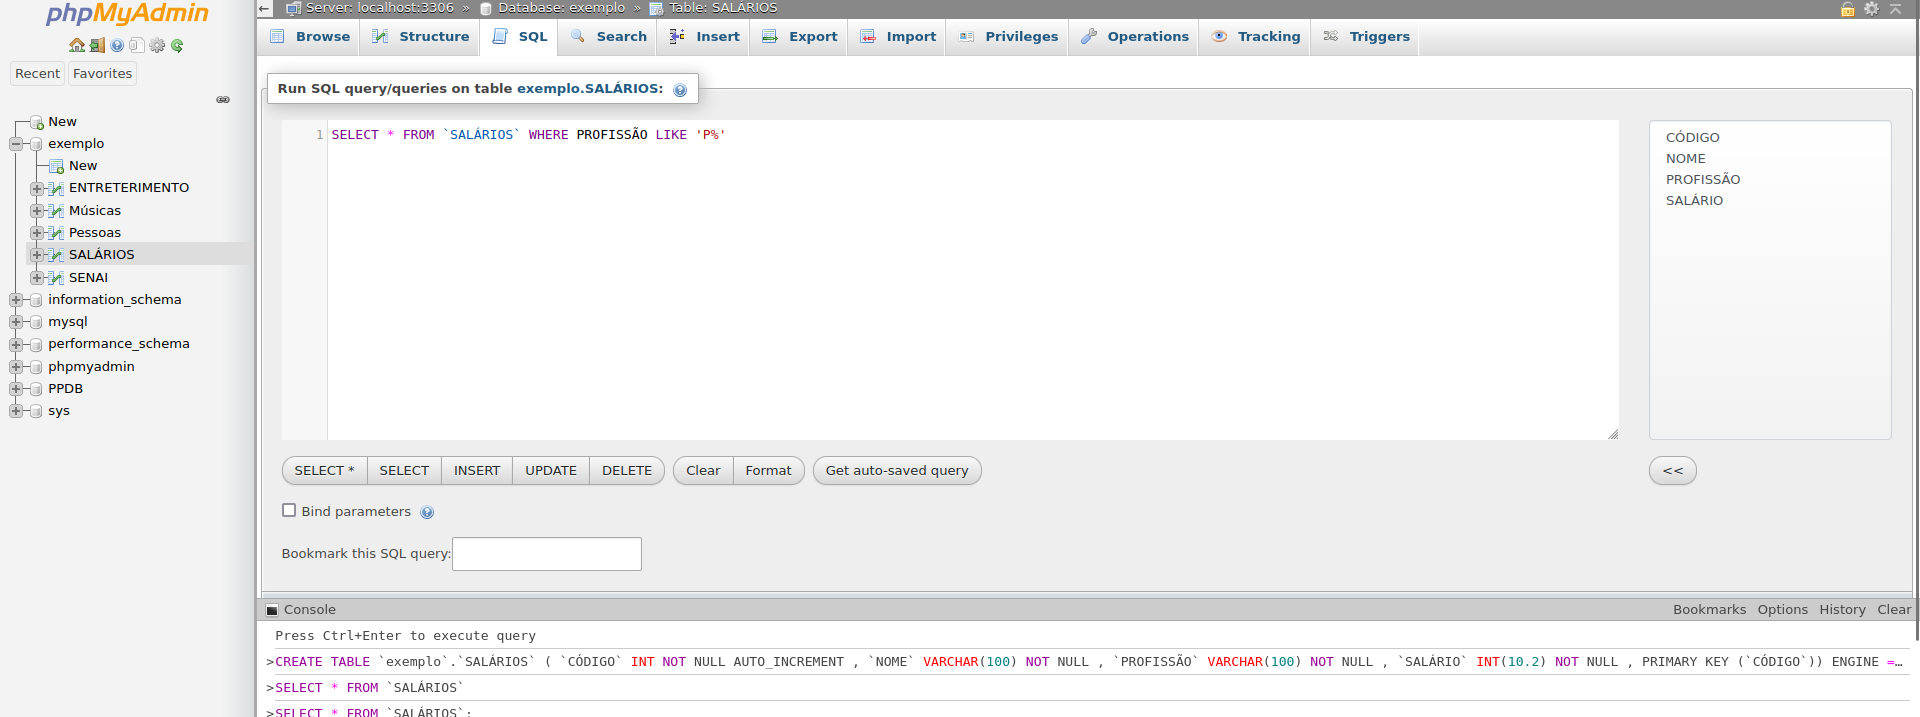 phpMyAdmin
Recent Favorites
New
exemplo
New
ENTRETERIMENTO
Músicas
Pessoas
SALÁRIOS
SENAI
information_schema
mysql
performance_schema
phpmyadmin
PPDB
sys
Server: localhost:3306 » Database: exemplo » Table: SALÁRIOS
Browse Structure SQL Search Insert Export Import Privileges Operations Tracking Triggers
Run SQL query/queries on table exemplo.SALÁRIOS:
1 SELECT * FROM `SALÁRIOS` WHERE PROFISSÃO LIKE 'P%'
CÓDIGO
NOME
PROFISSÃO
SALÁRIO
SELECT * SELECT INSERT UPDATE DELETE Clear Format Get auto-saved query <<
Bind parameters
Bookmark this SQL query:
Console Bookmarks Options History Clear
Press Ctrl+Enter to execute query
>CREATE TABLE `exemplo`.`SALÁRIOS` ( `CÓDIGO` INT NOT NULL AUTO_INCREMENT , `NOME` VARCHAR(100) NOT NULL , `PROFISSÃO` VARCHAR(100) NOT NULL , `SALÁRIO` INT(10.2) NOT NULL , PRIMARY KEY (`CÓDIGO`)) ENGINE =…
>SELECT * FROM `SALÁRIOS`
>SELECT * FROM `SALÁRIOS`;